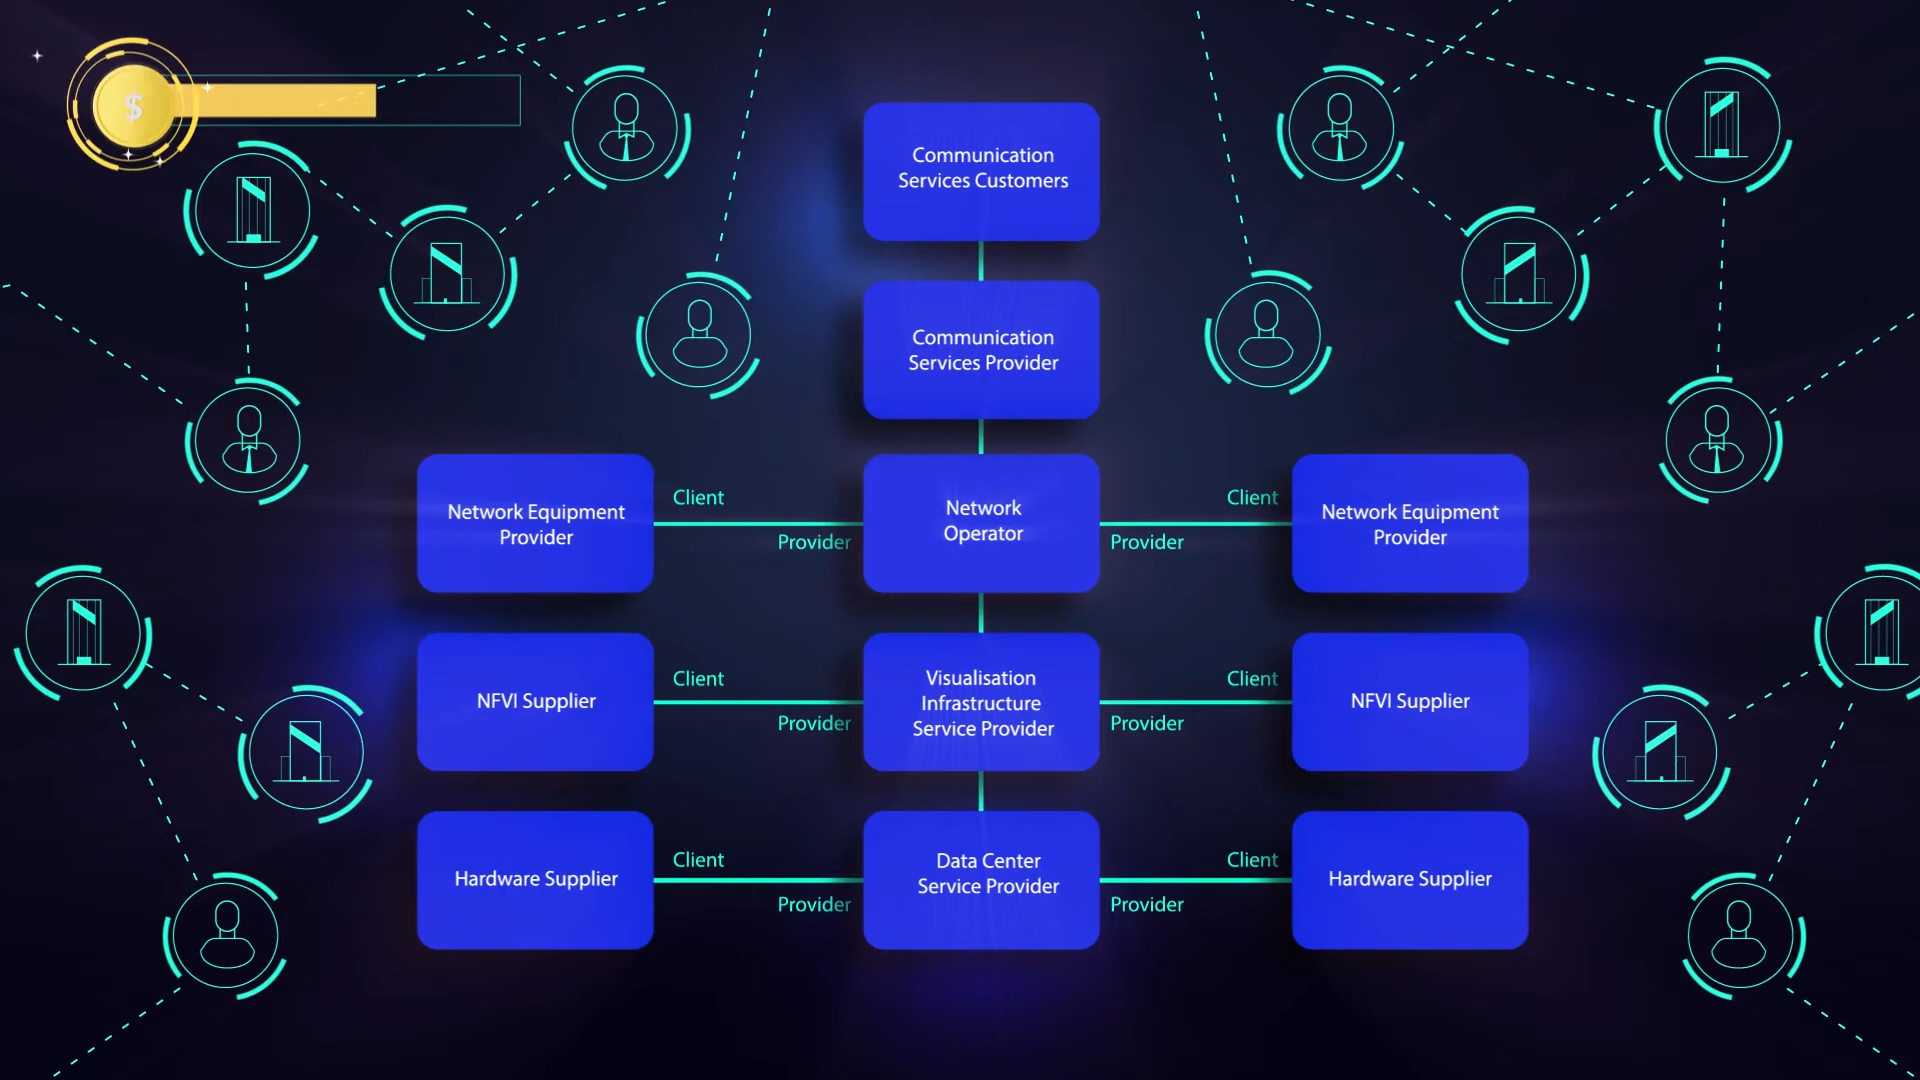 $
Communication
Services Customers
Communication
Services Provider
Network Equipment
Provider
Client
Provider
Network
Operator
Client
Provider
Network Equipment
Provider
NFVI Supplier
Client
Provider
Visualisation
Infrastructure
Service Provider
Client
Provider
NFVI Supplier
Hardware Supplier
Client
Provider
Data Center
Service Provider
Client
Provider
Hardware Supplier